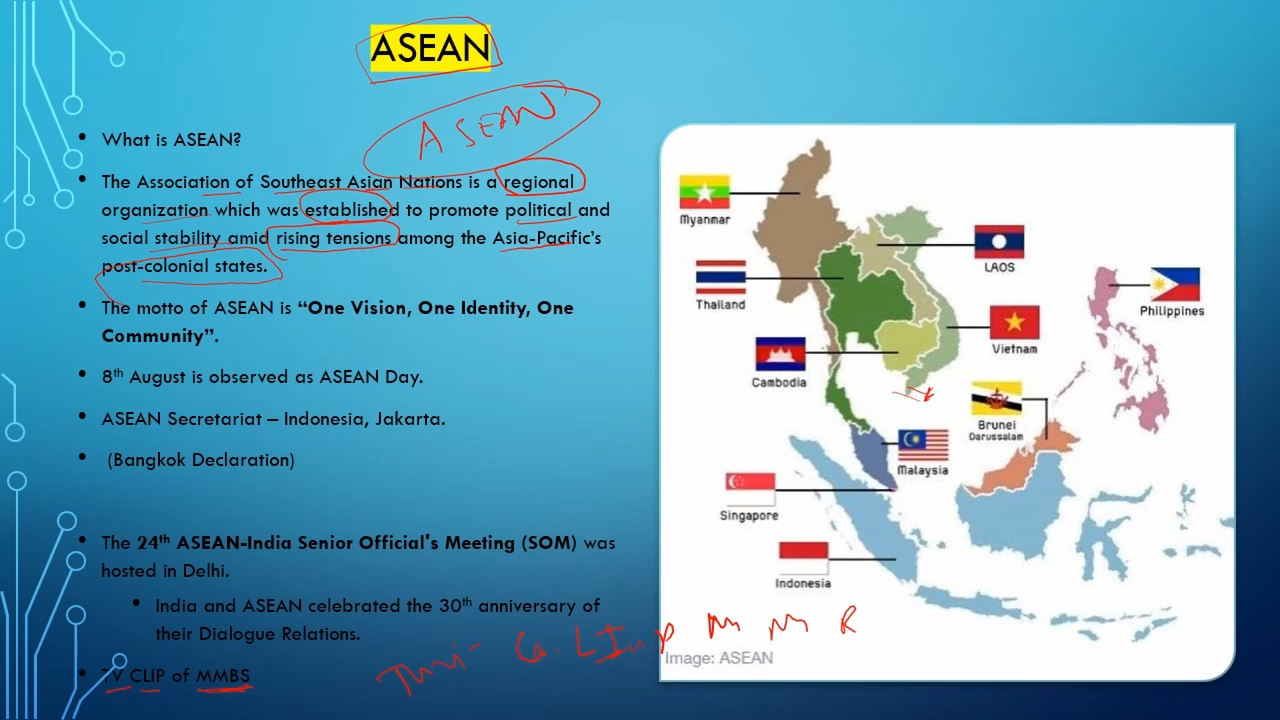 ASEAN
ASEAN
• What is ASEAN?
• The Association of Southeast Asian Nations is a regional
organization which was established to promote political and
social stability amid rising tensions among the Asia-Pacific's
post-colonial states.
• The motto of ASEAN is “One Vision, One Identity, One
Community”.
• 8th August is observed as ASEAN Day.
• ASEAN Secretariat – Indonesia, Jakarta.
• (Bangkok Declaration)
• The 24th ASEAN-India Senior Official's Meeting (SOM) was
hosted in Delhi.
• India and ASEAN celebrated the 30th anniversary of
their Dialogue Relations.
• TV CLIP of MMBS
Myanmar
LAOS
Thailand
Philippines
Vietnam
Cambodia
Brunei
Darussalam
Malaysia
Singapore
Indonesia
Image: ASEAN